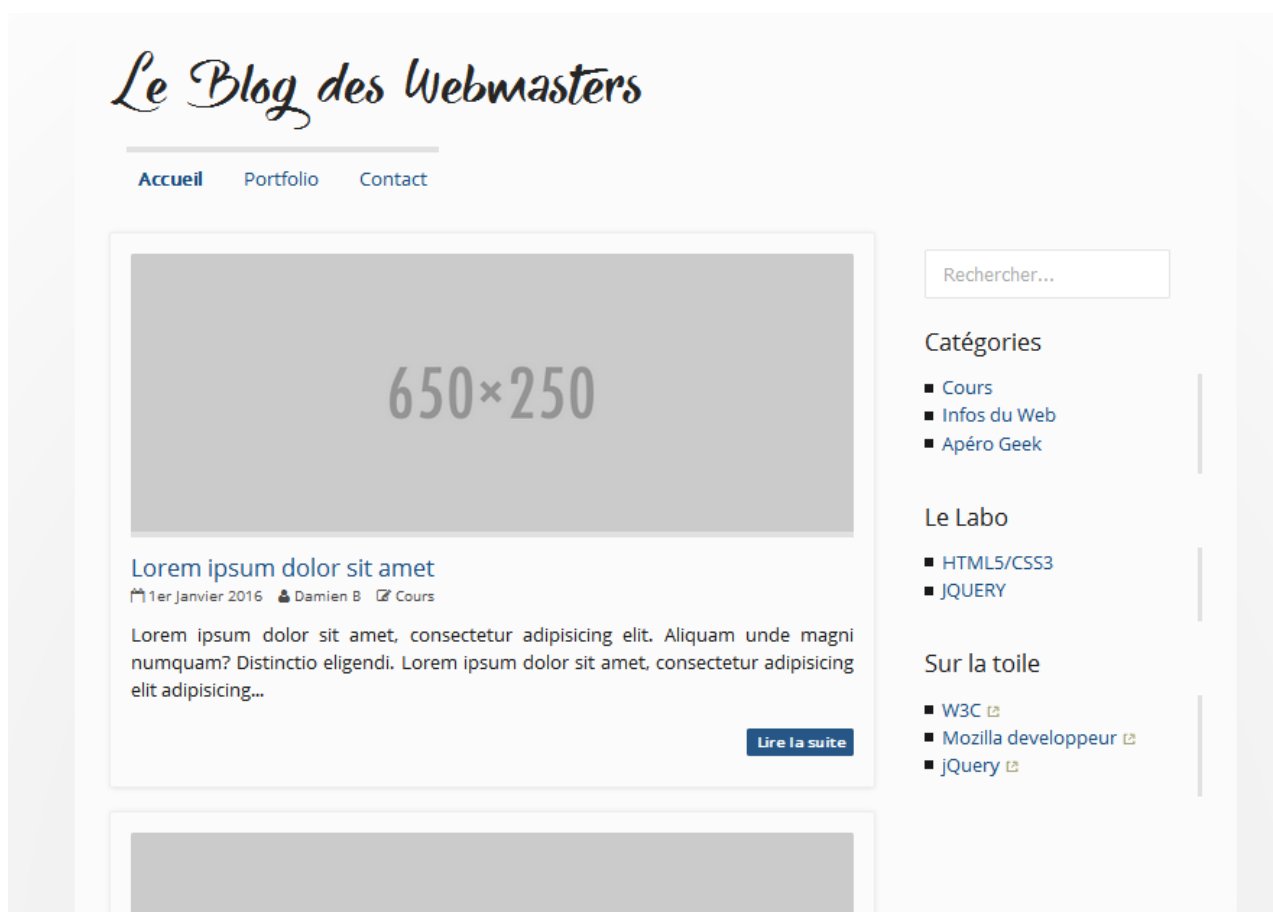 Le Blog des Webmasters
Accueil Portfolio Contact
650×250
Lorem ipsum dolor sit amet
1er Janvier 2016 Damien B Cours
Lorem ipsum dolor sit amet, consectetur adipisicing elit. Aliquam unde magni
numquam? Distinctio eligendi. Lorem ipsum dolor sit amet, consectetur adipisicing
elit adipisicing...
Lire la suite
Rechercher...
Catégories
Cours
Infos du Web
Apéro Geek
Le Labo
HTML5/CSS3
JQUERY
Sur la toile
W3C
Mozilla developpeur
jQuery